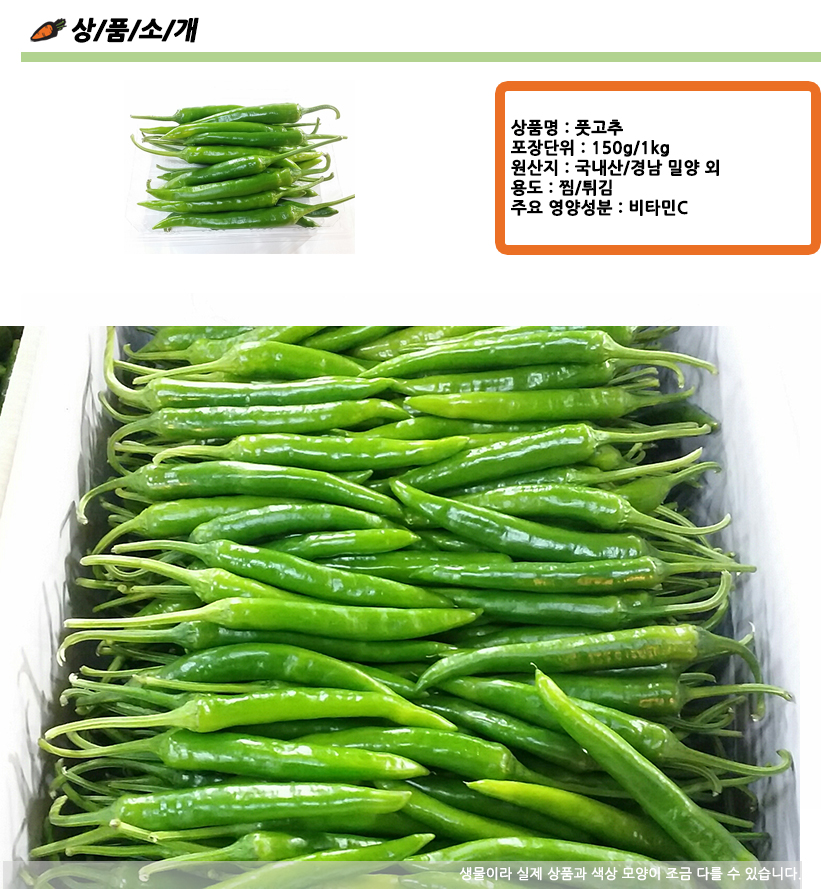 상/품/소/개
상품명 : 풋고추
포장단위 : 150g/1kg
원산지 : 국내산/경남 밀양 외
용도 : 찜/튀김
주요 영양성분 : 비타민C
생물이라 실제 상품과 색상 모양이 조금 다를 수 있습니다.